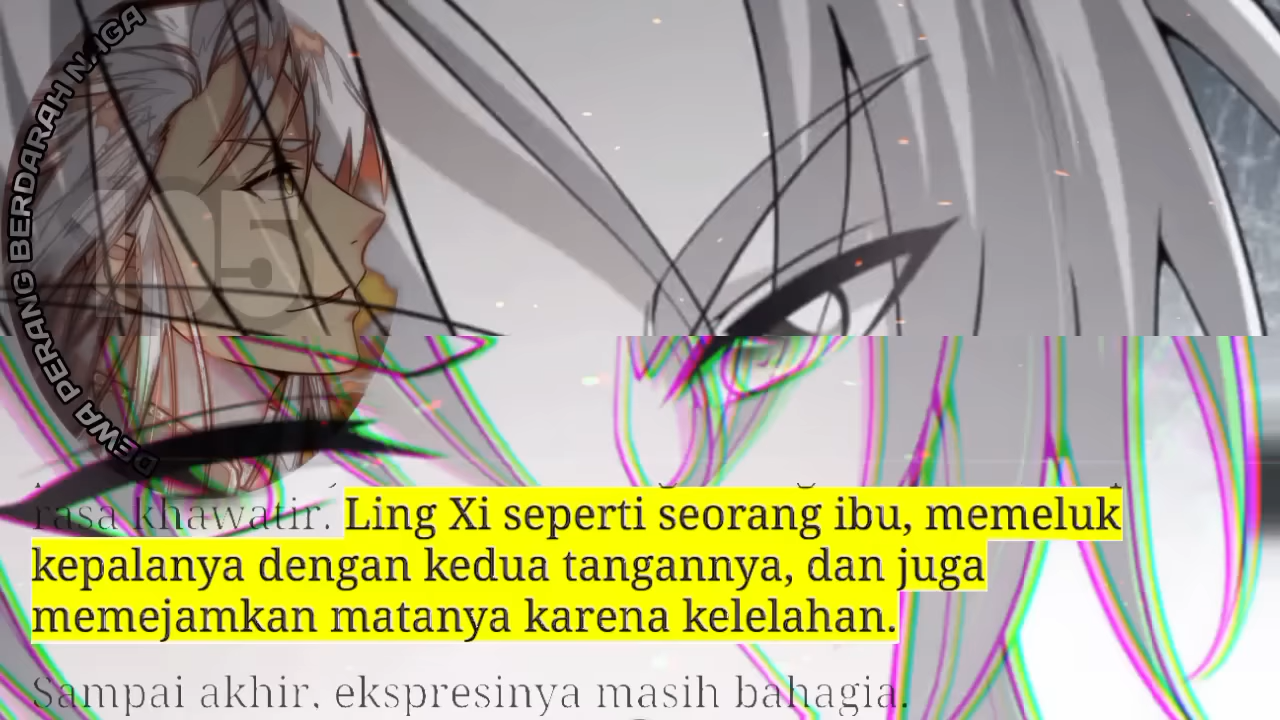 DEWA PERANG BERDARAH NAGA
105
rasa khawatir. Ling Xi seperti seorang ibu, memeluk
kepalanya dengan kedua tangannya, dan juga
memejamkan matanya karena kelelahan.
Sampai akhir, ekspresinya masih bahagia.